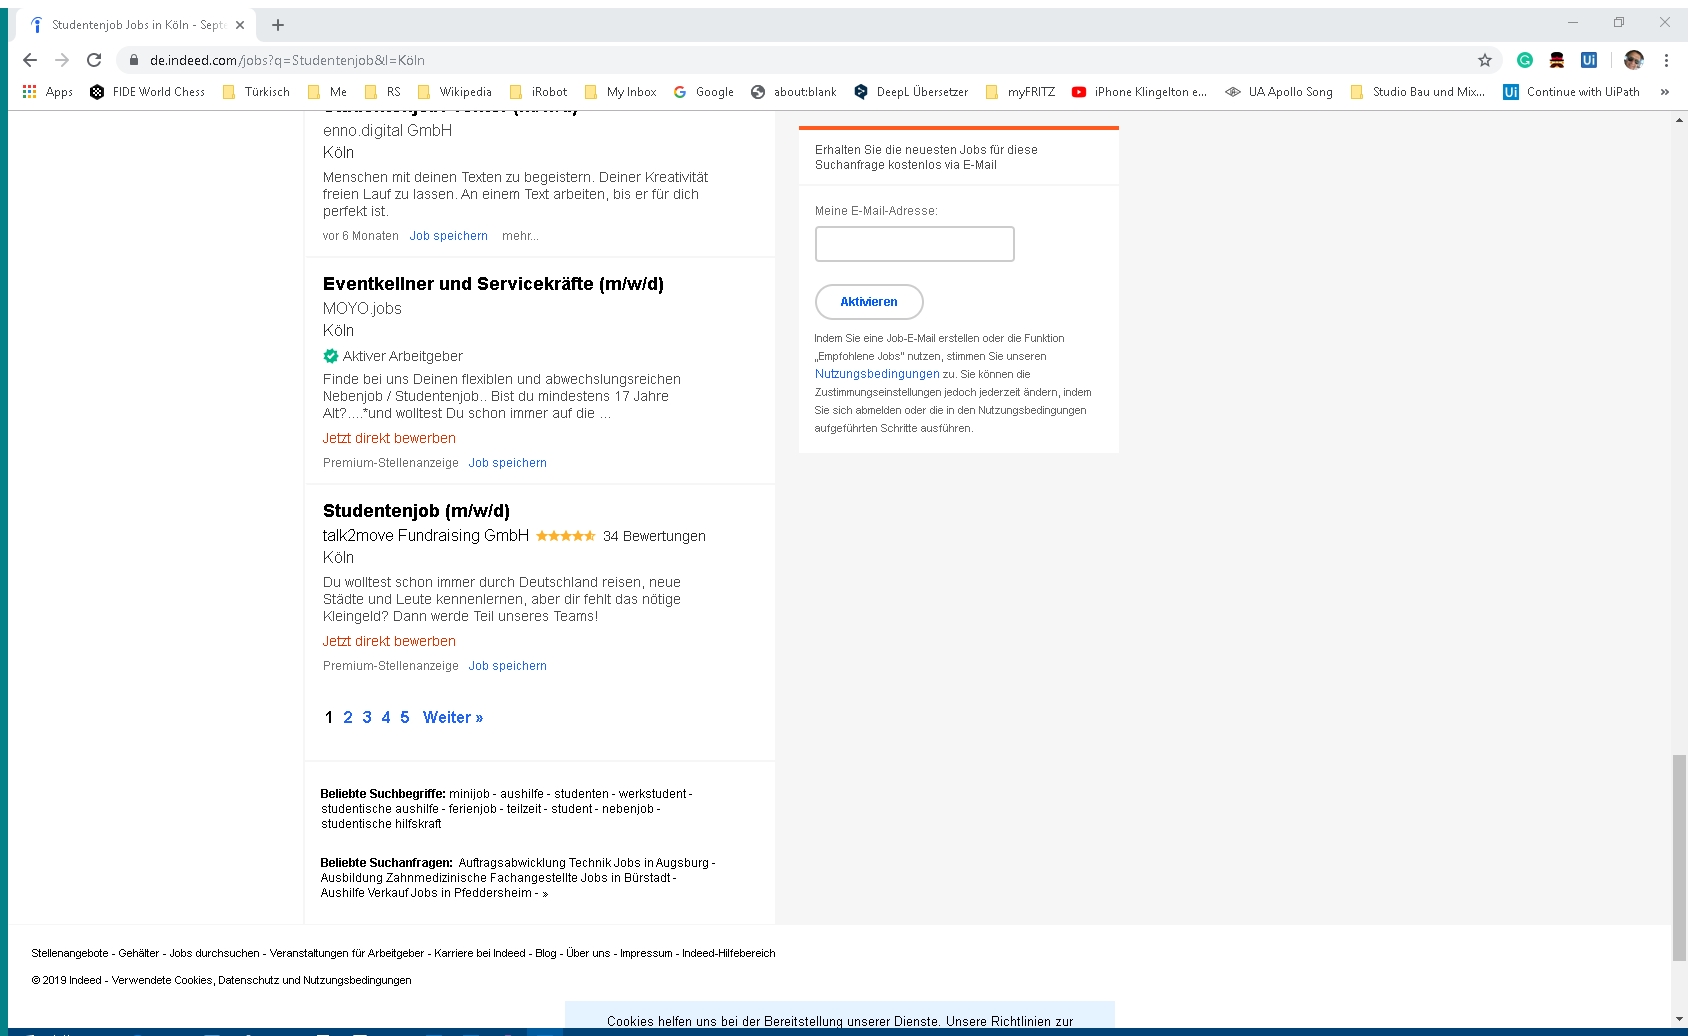 Studentenjob Jobs in Köln - Sept
de.indeed.com/jobs?q=Studentenjob&l=Köln
Apps FIDE World Chess Türkisch Me RS Wikipedia iRobot My Inbox Google about:blank DeepL Übersetzer myFRITZ iPhone Klingelton e... UA Apollo Song Studio Bau und Mix... Continue with UiPath »
enno.digital GmbH
Köln
Menschen mit deinen Texten zu begeistern. Deiner Kreativität
freien Lauf zu lassen. An einem Text arbeiten, bis er für dich
perfekt ist.
vor 6 Monaten Job speichern mehr...
Eventkellner und Servicekräfte (m/w/d)
MOYO.jobs
Köln
Aktiver Arbeitgeber
Finde bei uns Deinen flexiblen und abwechslungsreichen
Nebenjob / Studentenjob.. Bist du mindestens 17 Jahre
Alt?....*und wolltest Du schon immer auf die ...
Jetzt direkt bewerben
Premium-Stellenanzeige Job speichern
Studentenjob (m/w/d)
talk2move Fundraising GmbH 34 Bewertungen
Köln
Du wolltest schon immer durch Deutschland reisen, neue
Städte und Leute kennenlernen, aber dir fehlt das nötige
Kleingeld? Dann werde Teil unseres Teams!
Jetzt direkt bewerben
Premium-Stellenanzeige Job speichern
1 2 3 4 5 Weiter »
Beliebte Suchbegriffe: minijob - aushilfe - studenten - werkstudent -
studentische aushilfe - ferienjob - teilzeit - student - nebenjob -
studentische hilfskraft
Beliebte Suchanfragen: Auftragsabwicklung Technik Jobs in Augsburg -
Ausbildung Zahnmedizinische Fachangestellte Jobs in Bürstadt -
Aushilfe Verkauf Jobs in Pfeddersheim - »
Erhalten Sie die neuesten Jobs für diese
Suchanfrage kostenlos via E-Mail
Meine E-Mail-Adresse:
Aktivieren
Indem Sie eine Job-E-Mail erstellen oder die Funktion
„Empfohlene Jobs" nutzen, stimmen Sie unseren
Nutzungsbedingungen zu. Sie können die
Zustimmungseinstellungen jedoch jederzeit ändern, indem
Sie sich abmelden oder die in den Nutzungsbedingungen
aufgeführten Schritte ausführen.
Stellenangebote - Gehälter - Jobs durchsuchen - Veranstaltungen für Arbeitgeber - Karriere bei Indeed - Blog - Über uns - Impressum - Indeed-Hilfebereich
© 2019 Indeed - Verwendete Cookies, Datenschutz und Nutzungsbedingungen
Cookies helfen uns bei der Bereitstellung unserer Dienste. Unsere Richtlinien zur